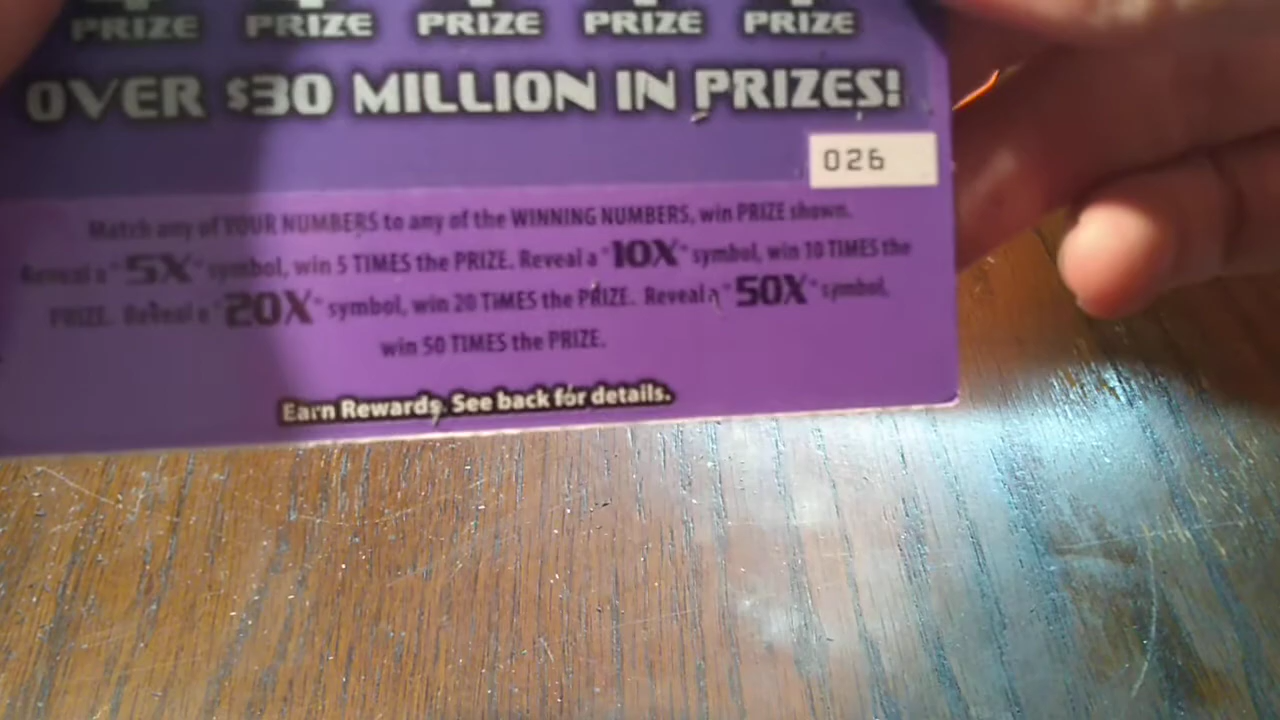 PRIZE PRIZE PRIZE PRIZE PRIZE
OVER $30 MILLION IN PRIZES!
026
Match any of YOUR NUMBERS to any of the WINNING NUMBERS, win PRIZE shown.
Reveal a "5X" symbol, win 5 TIMES the PRIZE. Reveal a "10X" symbol, win 10 TIMES the
PRIZE. Reveal a "20X" symbol, win 20 TIMES the PRIZE. Reveal a "50X" symbol,
win 50 TIMES the PRIZE.
Earn Rewards. See back for details.